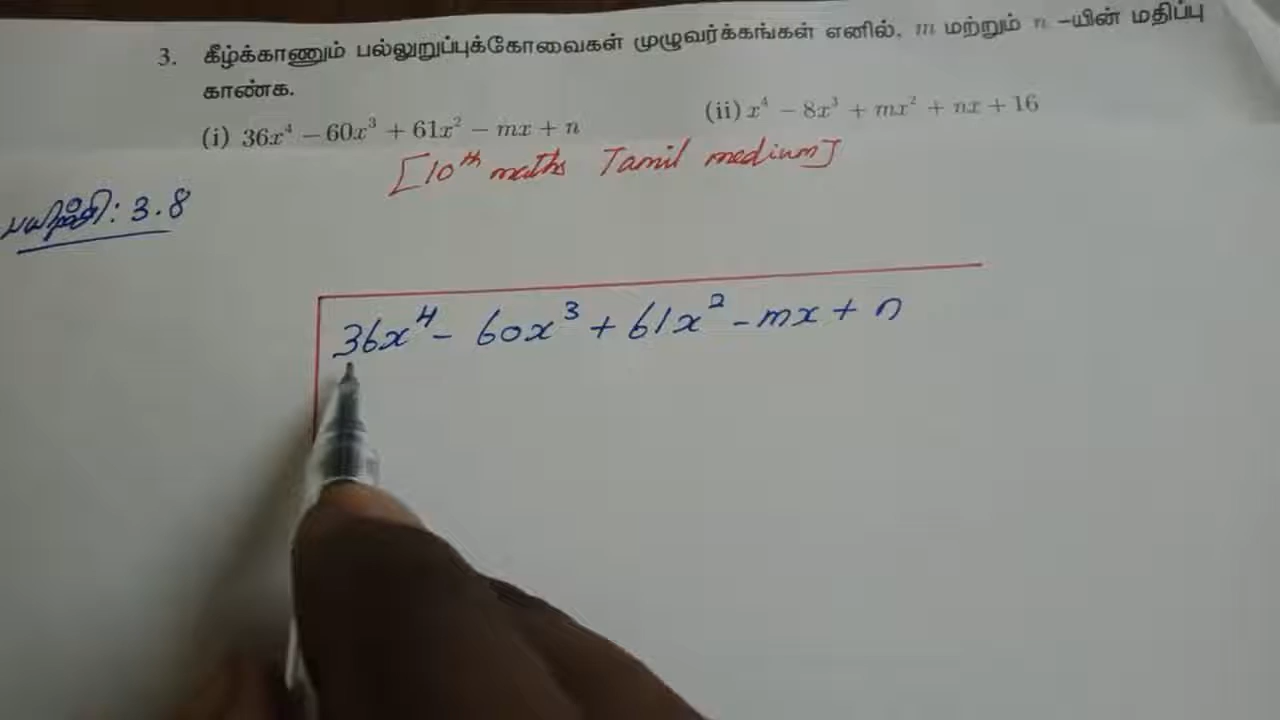 3. கீழ்க்காணும் பல்லுறுப்புக்கோவைகள் முழுவர்க்கங்கள் எனில், m மற்றும் n -யின் மதிப்பு
காண்க.
(i) 36x⁴ − 60x³ + 61x² − mx + n (ii) x⁴ − 8x³ + mx² + nx + 16
[10th maths Tamil medium]
பயிற்சி: 3.8
36x⁴ - 60x³ + 61x² - mx + n